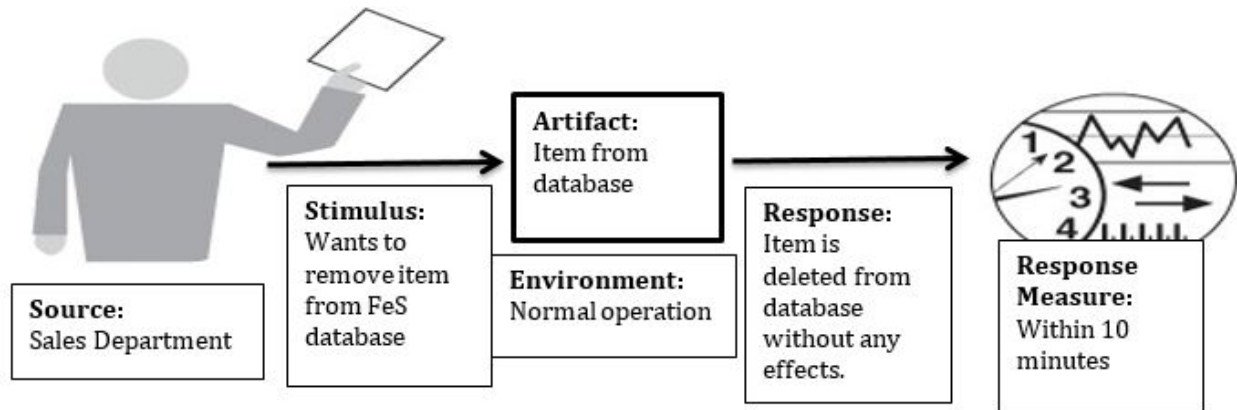 Source:
Sales Department
Stimulus:
Wants to
remove item
from FeS
database
Artifact:
Item from
database
Environment:
Normal operation
Response:
Item is
deleted from
database
without any
effects.
1
2
3
4
Response
Measure:
Within 10
minutes